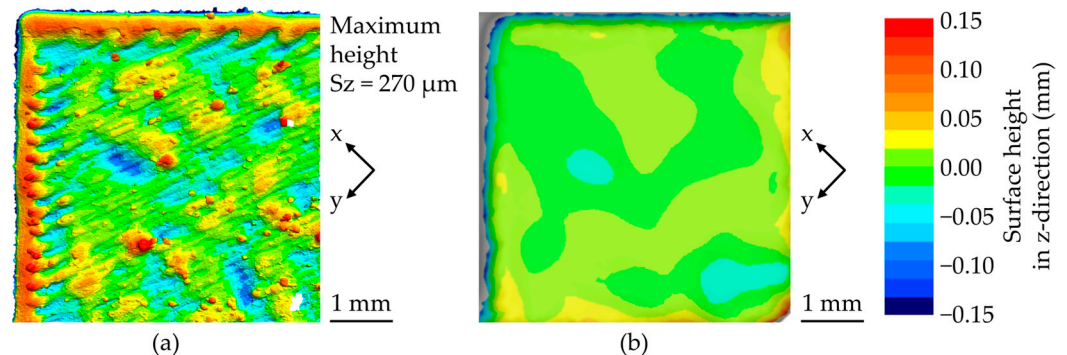 Maximum
height
Sz = 270 µm
x
y
1 mm
(a)
x
y
1 mm
(b)
0.15
0.10
0.05
0.00
−0.05
−0.10
−0.15
Surface height
in z-direction (mm)